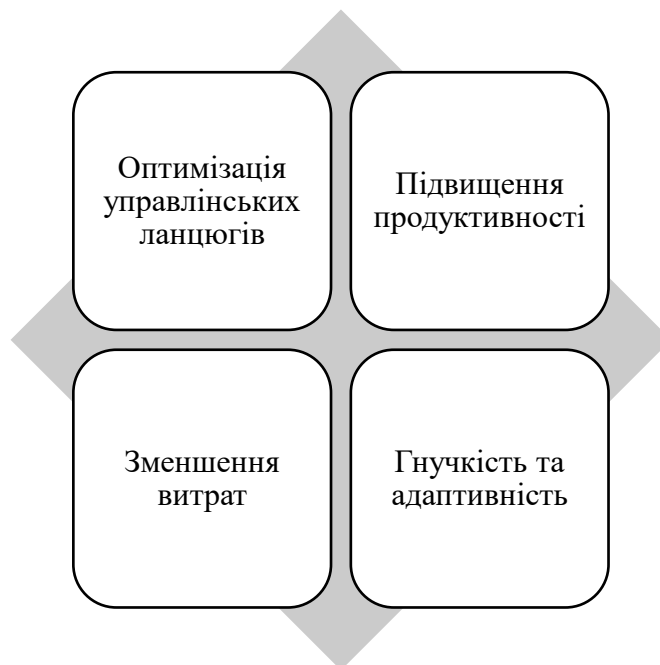 Оптимізація
управлінських
ланцюгів
Підвищення
продуктивності
Зменшення
витрат
Гнучкість та
адаптивність